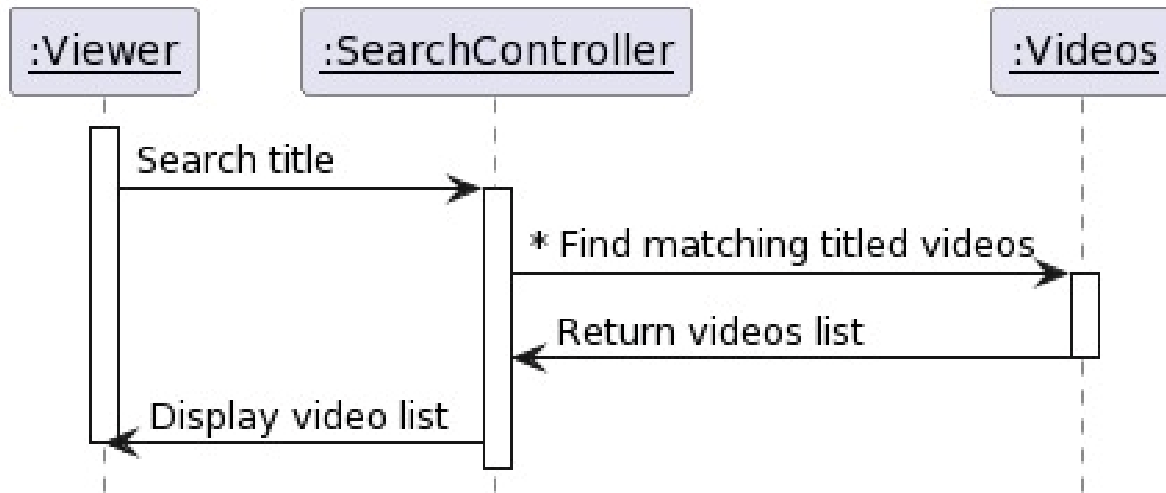 :Viewer
:SearchController
:Videos
Search title
* Find matching titled videos
Return videos list
Display video list